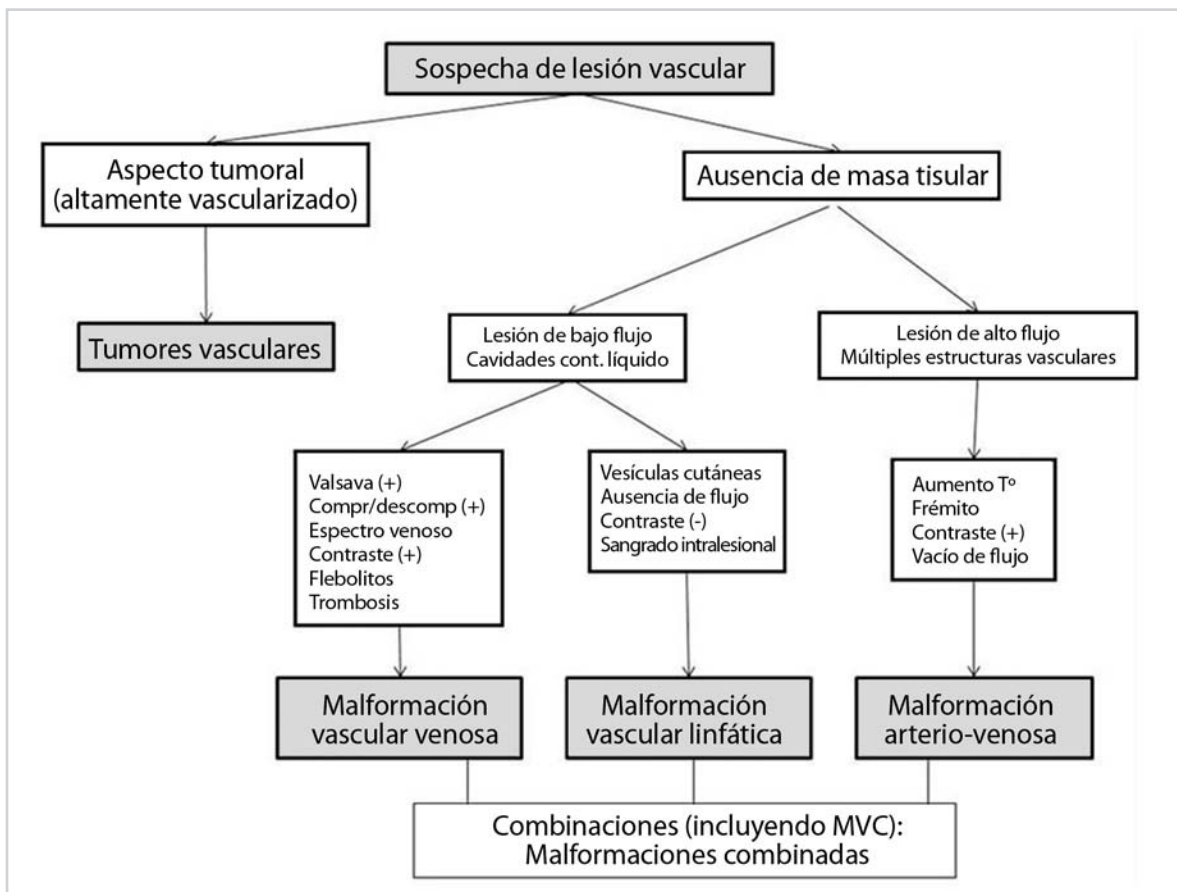 Sospecha de lesión vascular
Aspecto tumoral
(altamente vascularizado)
Ausencia de masa tisular
Tumores vasculares
Lesión de bajo flujo
Cavidades cont. líquido
Lesión de alto flujo
Múltiples estructuras vasculares
Valsava (+)
Compr/descomp (+)
Espectro venoso
Contraste (+)
Flebolitos
Trombosis
Vesículas cutáneas
Ausencia de flujo
Contraste (-)
Sangrado intralesional
Aumento Tº
Frémito
Contraste (+)
Vacío de flujo
Malformación
vascular venosa
Malformación
vascular linfática
Malformación
arterio-venosa
Combinaciones (incluyendo MVC):
Malformaciones combinadas